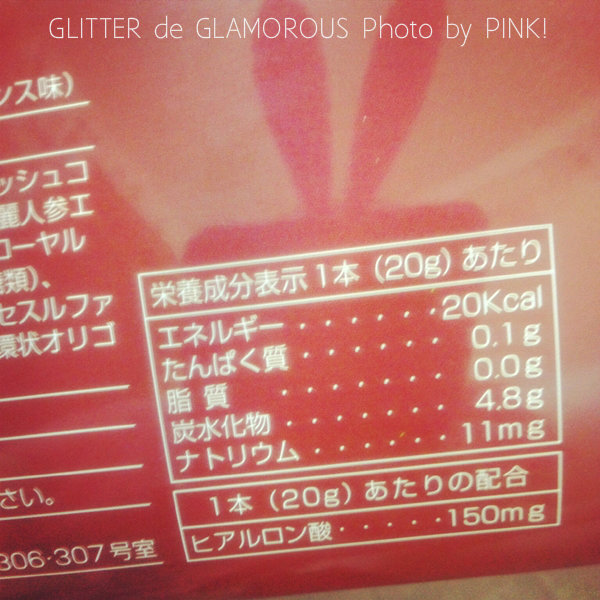 GLITTER de GLAMOROUS Photo by PINK!
ンス味)
ッシュコ
麗人参エ
ローヤル
類)、
セスルファ
環状オリゴ
さい。
306-307号室
栄養成分表示1本(20g)あたり
エネルギー・・・・・・20Kcal
たんぱく質・・・・・・0.1g
脂質・・・・・・0.0g
炭水化物・・・・・・4.8g
ナトリウム・・・・・・11mg
1本(20g)あたりの配合
ヒアルロン酸・・・・・150mg